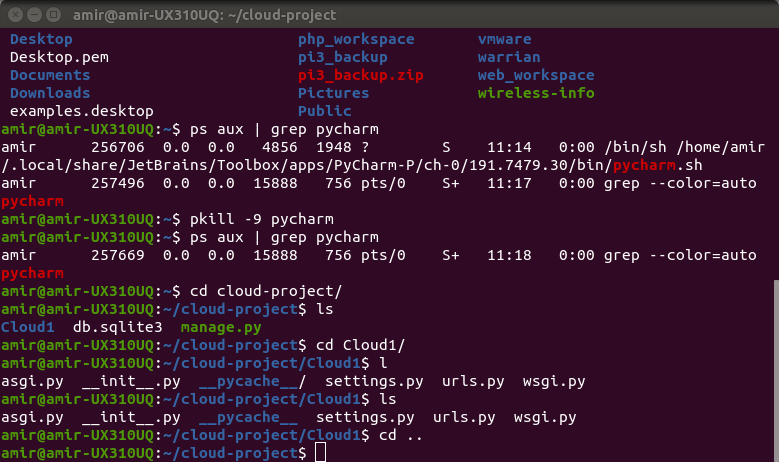 amir@amir-UX310UQ: ~/cloud-project
Desktop php_workspace vmware
Desktop.pem pi3_backup warrian
Documents pi3_backup.zip web_workspace
Downloads Pictures wireless-info
examples.desktop Public
amir@amir-UX310UQ:~$ ps aux | grep pycharm
amir 256706 0.0 0.0 4856 1948 ? S 11:14 0:00 /bin/sh /home/amir
/.local/share/JetBrains/Toolbox/apps/PyCharm-P/ch-0/191.7479.30/bin/pycharm.sh
amir 257496 0.0 0.0 15888 756 pts/0 S+ 11:17 0:00 grep --color=auto
pycharm
amir@amir-UX310UQ:~$ pkill -9 pycharm
amir@amir-UX310UQ:~$ ps aux | grep pycharm
amir 257669 0.0 0.0 15888 756 pts/0 S+ 11:18 0:00 grep --color=auto
pycharm
amir@amir-UX310UQ:~$ cd cloud-project/
amir@amir-UX310UQ:~/cloud-project$ ls
Cloud1 db.sqlite3 manage.py
amir@amir-UX310UQ:~/cloud-project$ cd Cloud1/
amir@amir-UX310UQ:~/cloud-project/Cloud1$ l
asgi.py __init__.py __pycache__/ settings.py urls.py wsgi.py
amir@amir-UX310UQ:~/cloud-project/Cloud1$ ls
asgi.py __init__.py __pycache__ settings.py urls.py wsgi.py
amir@amir-UX310UQ:~/cloud-project/Cloud1$ cd ..
amir@amir-UX310UQ:~/cloud-project$